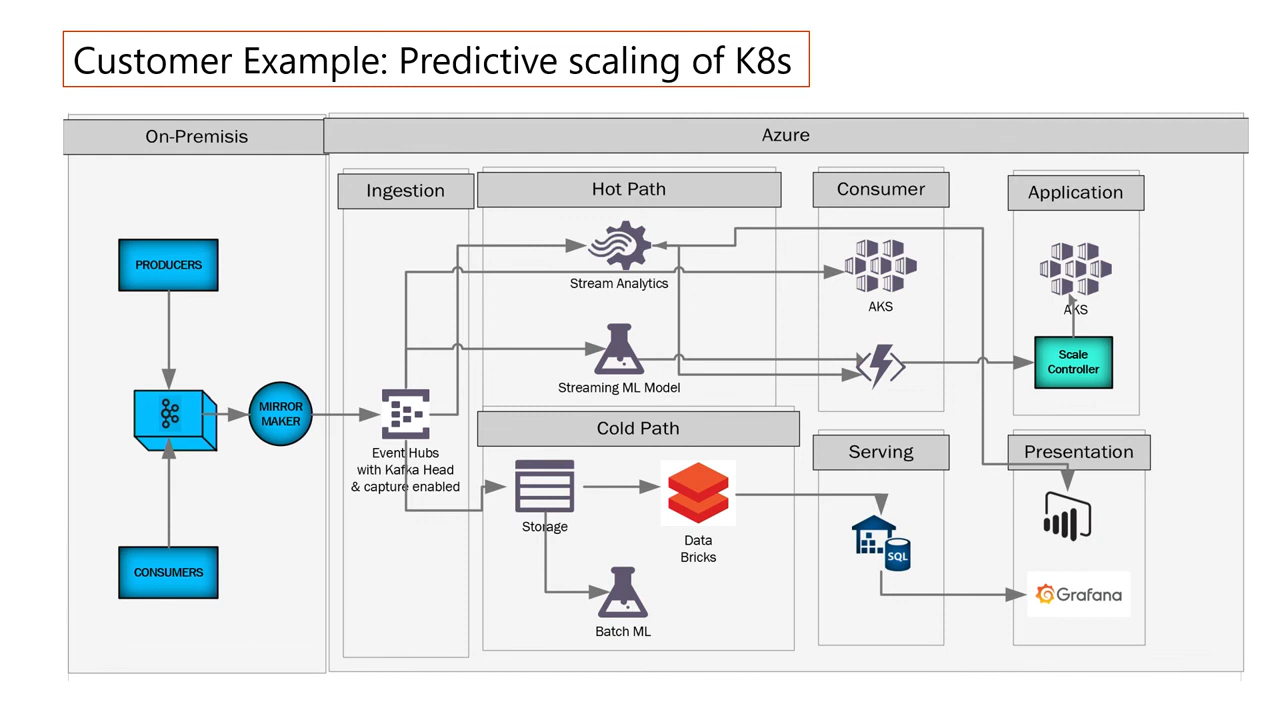 Customer Example: Predictive scaling of K8s
On-Premisis
Azure
Ingestion
Hot Path
Consumer
Application
PRODUCERS
Stream Analytics
AKS
AKS
Scale
Controller
Streaming ML Model
MIRROR
MAKER
Event Hubs
with Kafka Head
& capture enabled
Cold Path
Serving
Presentation
Storage
Data
Bricks
SQL
CONSUMERS
Batch ML
Grafana